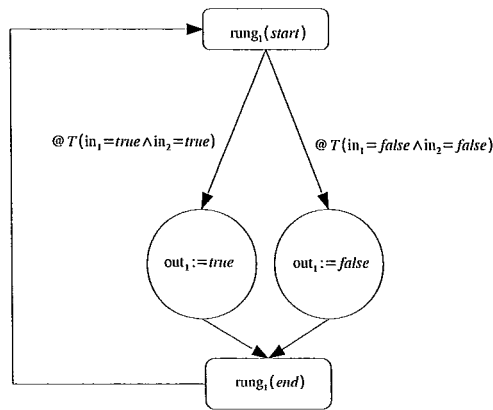 rung₁(start)
@T(in₁=true∧in₂=true)
@T(in₁=false∧in₂=false)
out₁:=true
out₁:=false
rung₁(end)